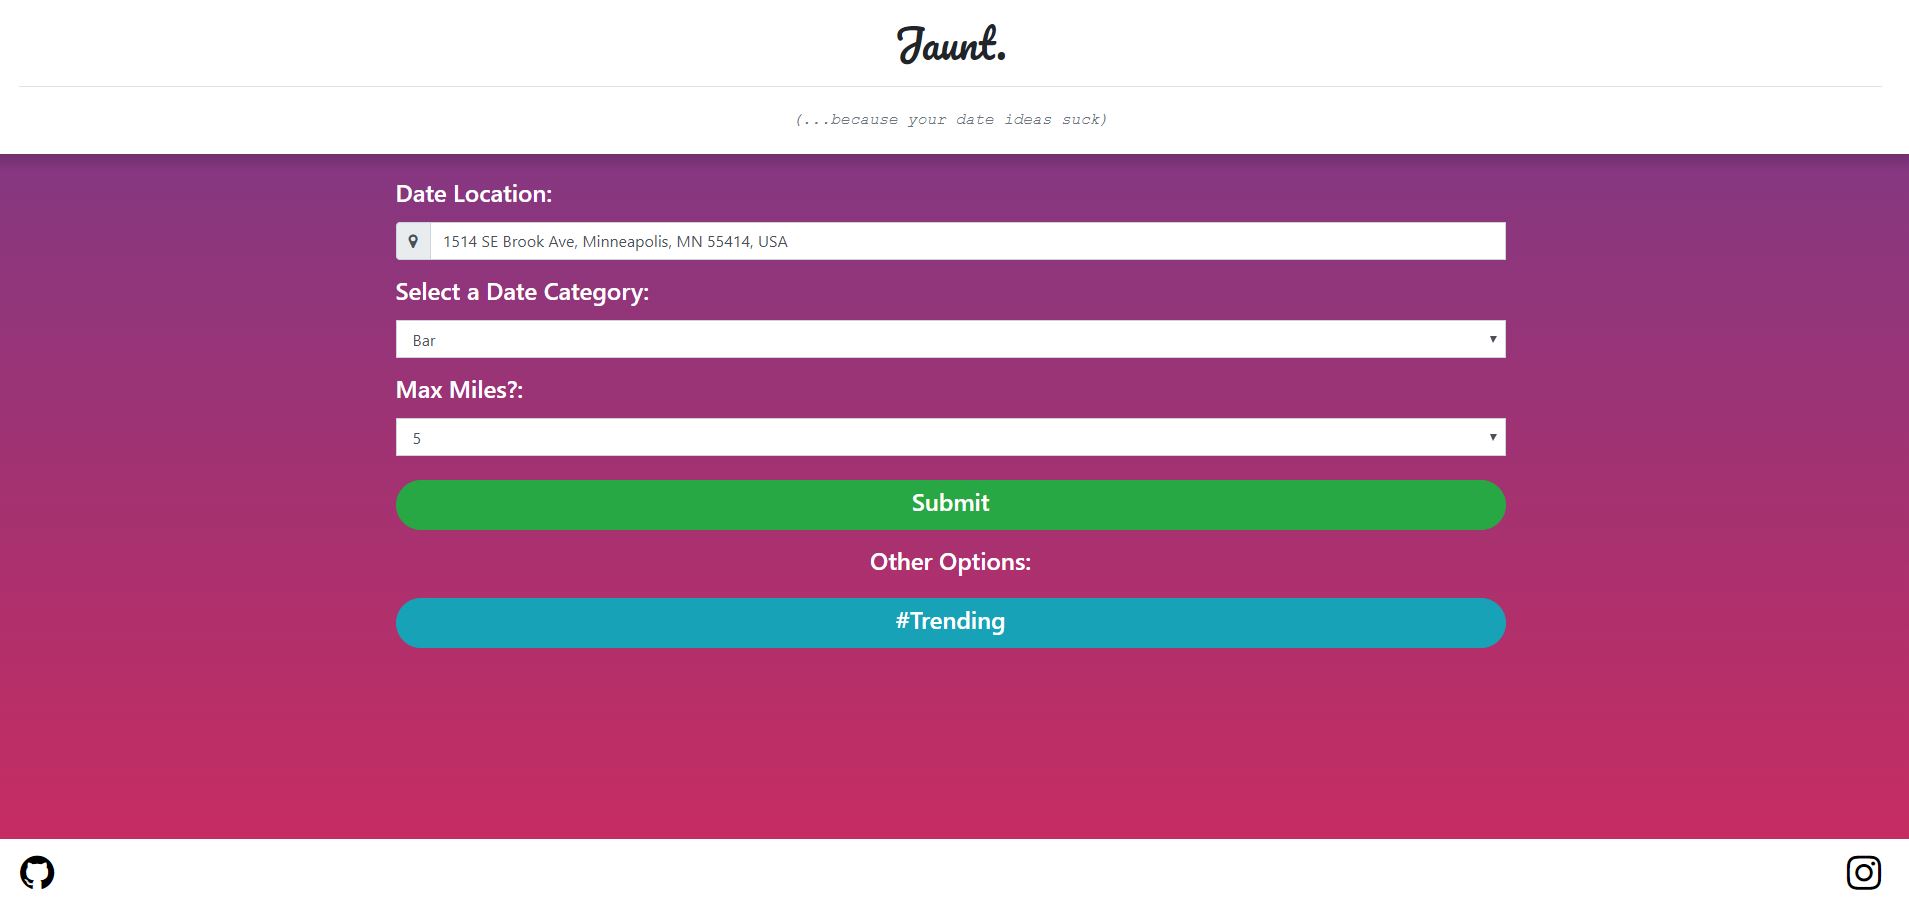 Jaunt.
(...because your date ideas suck)
Date Location:
1514 SE Brook Ave, Minneapolis, MN 55414, USA
Select a Date Category:
Bar
Max Miles?:
5
Submit
Other Options:
#Trending